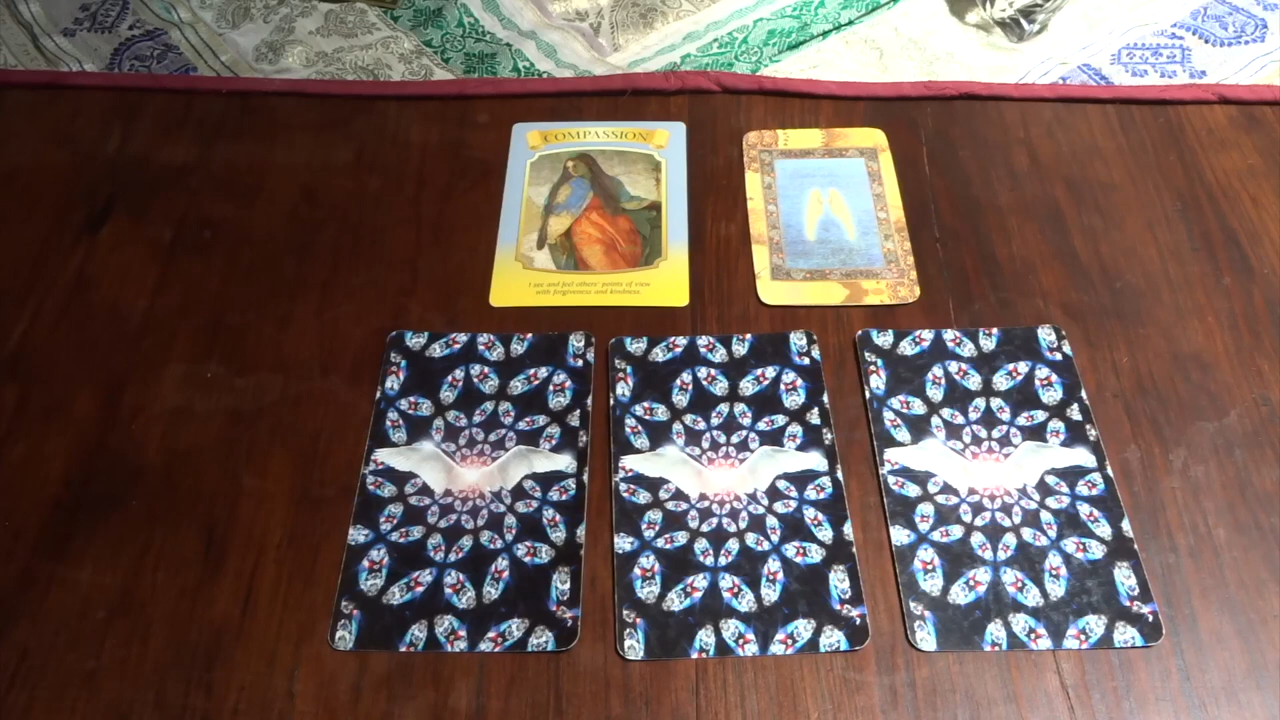 COMPASSION
I see and feel others' points of view
with forgiveness and kindness.